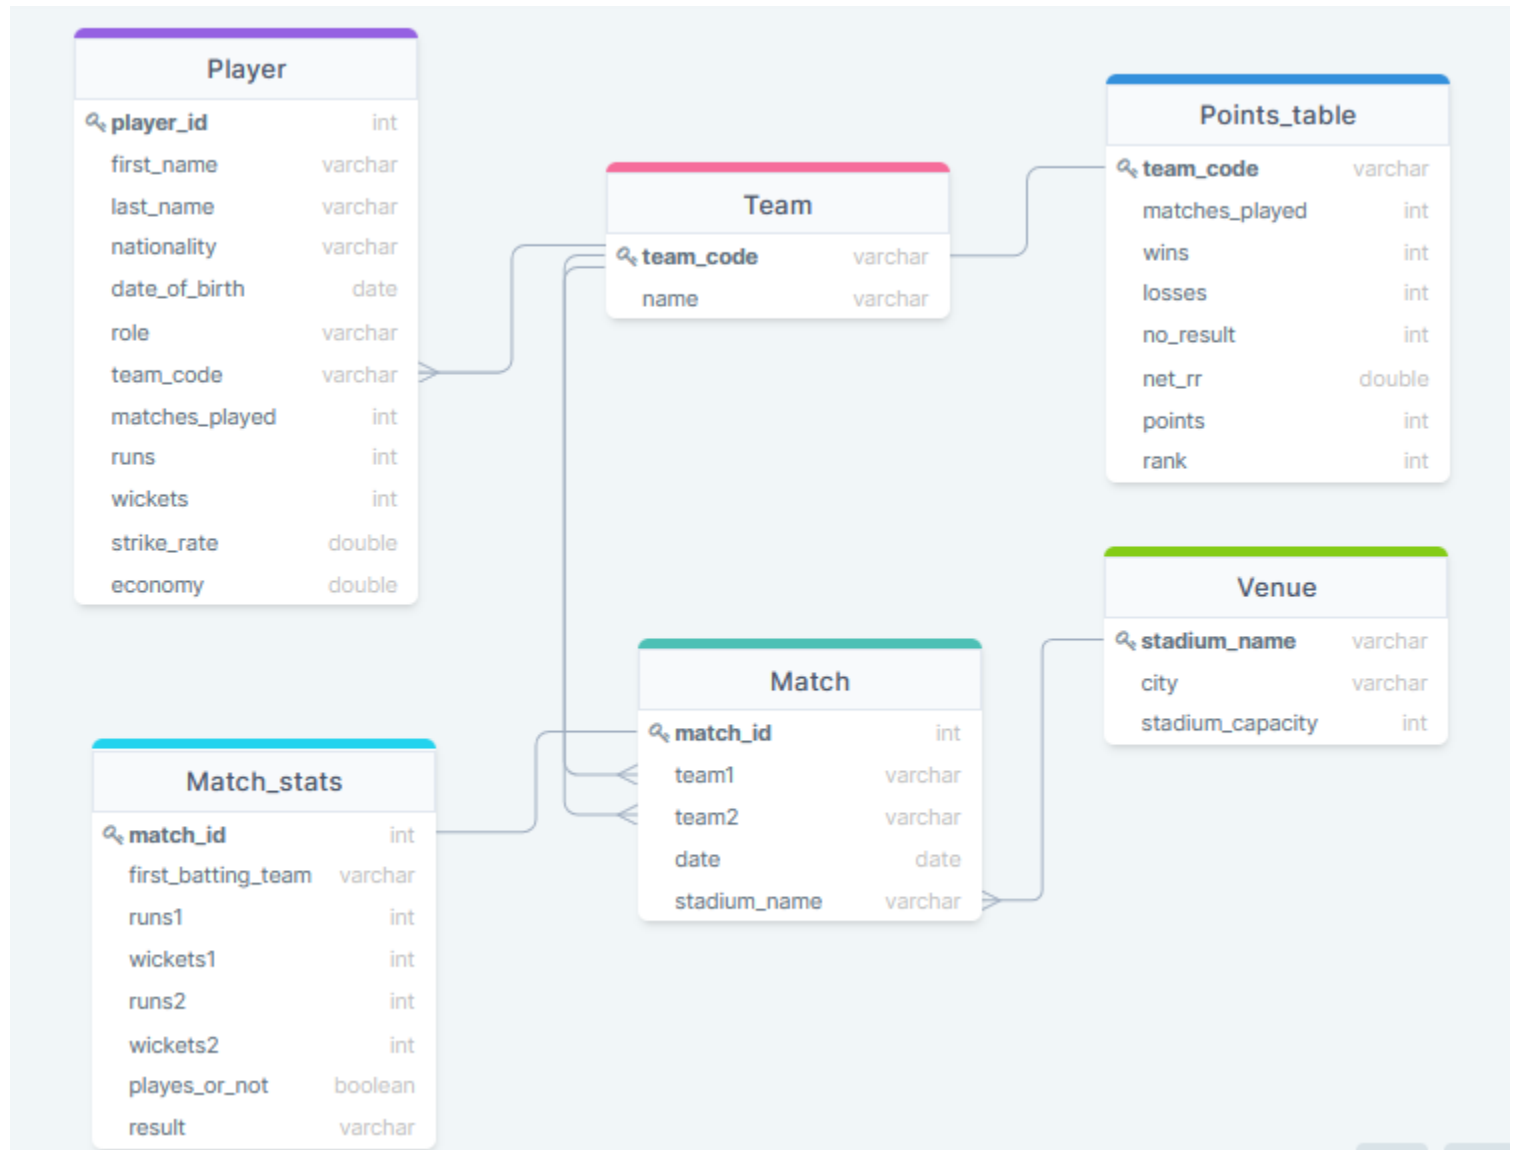 Player
player_id int
first_name varchar
last_name varchar
nationality varchar
date_of_birth date
role varchar
team_code varchar
matches_played int
runs int
wickets int
strike_rate double
economy double
Team
team_code varchar
name varchar
Points_table
team_code varchar
matches_played int
wins int
losses int
no_result int
net_rr double
points int
rank int
Match_stats
match_id int
first_batting_team varchar
runs1 int
wickets1 int
runs2 int
wickets2 int
playes_or_not boolean
result varchar
Match
match_id int
team1 varchar
team2 varchar
date date
stadium_name varchar
Venue
stadium_name varchar
city varchar
stadium_capacity int